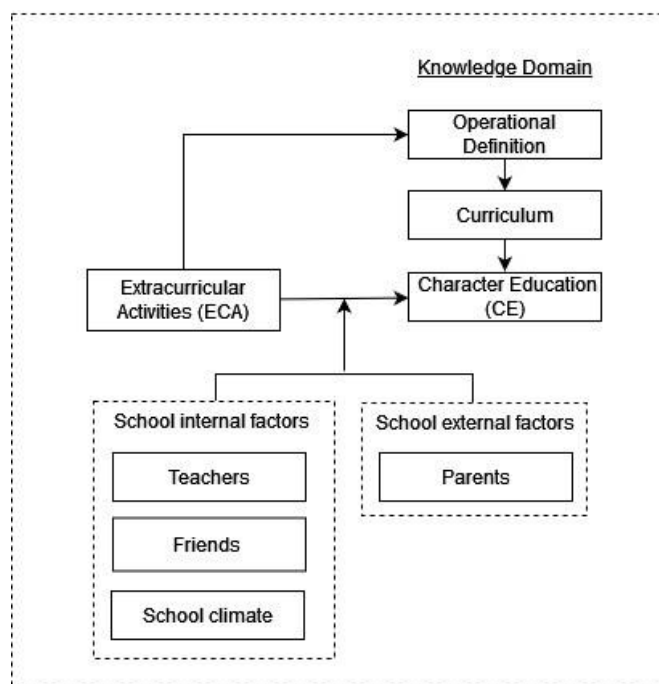 Knowledge Domain
Operational
Definition
Curriculum
Extracurricular
Activities (ECA)
Character Education
(CE)
School internal factors
Teachers
Friends
School climate
School external factors
Parents